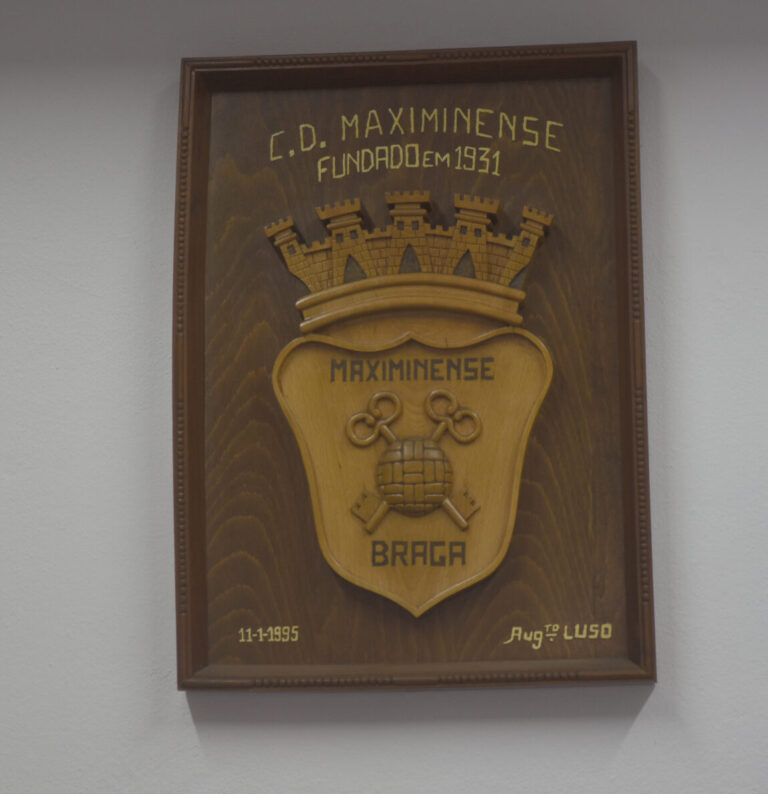 C.D. MAXIMINENSE
FUNDADO EM 1931
MAXIMINENSE
BRAGA
11-1-1995
Augᵀᴼ LUSO